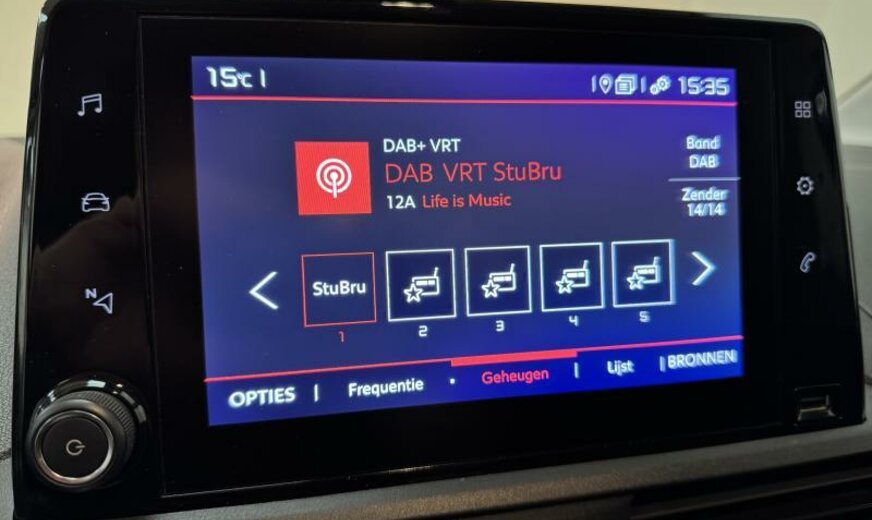 15°C
15:35
DAB+ VRT
DAB VRT StuBru
12A Life is Music
Band
DAB
Zender
14/14
StuBru
1
2
3
4
5
OPTIES
Frequentie
Geheugen
Lijst
BRONNEN
N